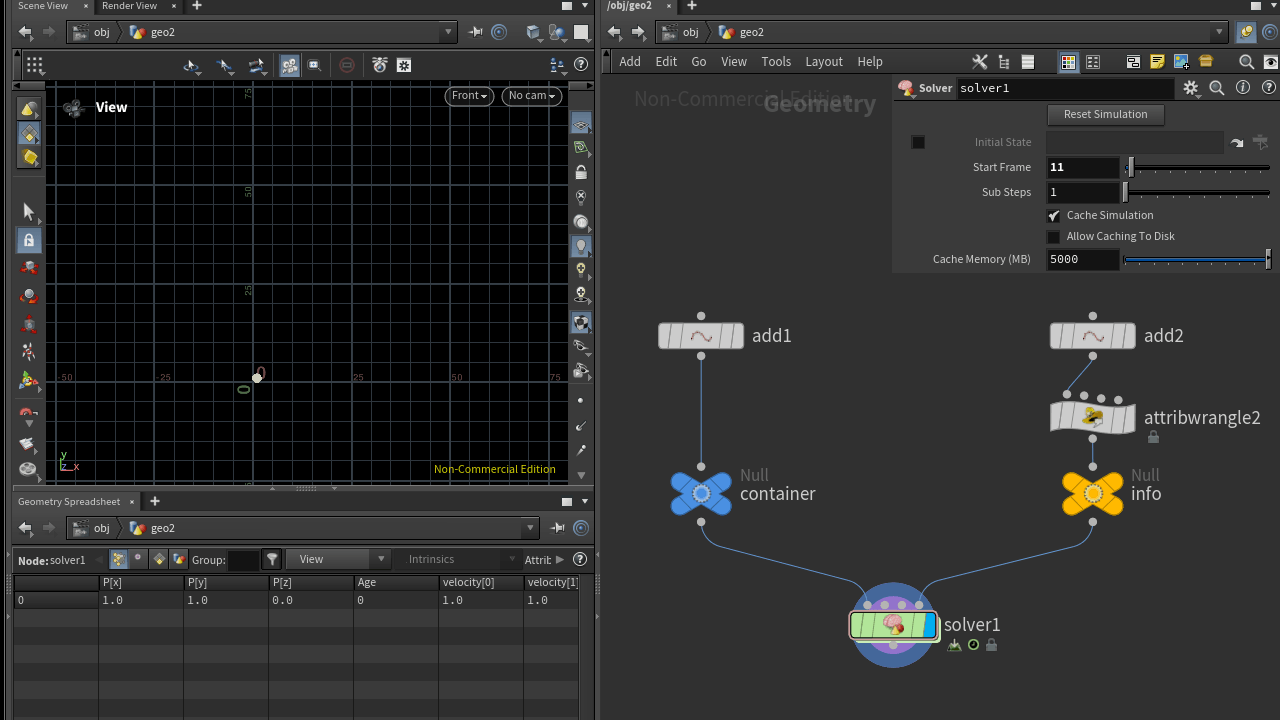 Scene View
Render View
obj
geo2
View
Front
No cam
75
50
25
-50
-25
0
25
50
75
0
y
z x
Non-Commercial Edition
Geometry Spreadsheet
obj
geo2
Node: solver1
Group:
View
Intrinsics
Attrib
P[x] P[y] P[z] Age velocity[0] velocity[1]
0 1.0 1.0 0.0 0 1.0 1.0
/obj/geo2
obj
geo2
Add Edit Go View Tools Layout Help
Non-Commercial Edition
Geometry
Solver solver1
Reset Simulation
Initial State
Start Frame 11
Sub Steps 1
Cache Simulation
Allow Caching To Disk
Cache Memory (MB) 5000
add1
add2
attribwrangle2
Null
container
Null
info
solver1